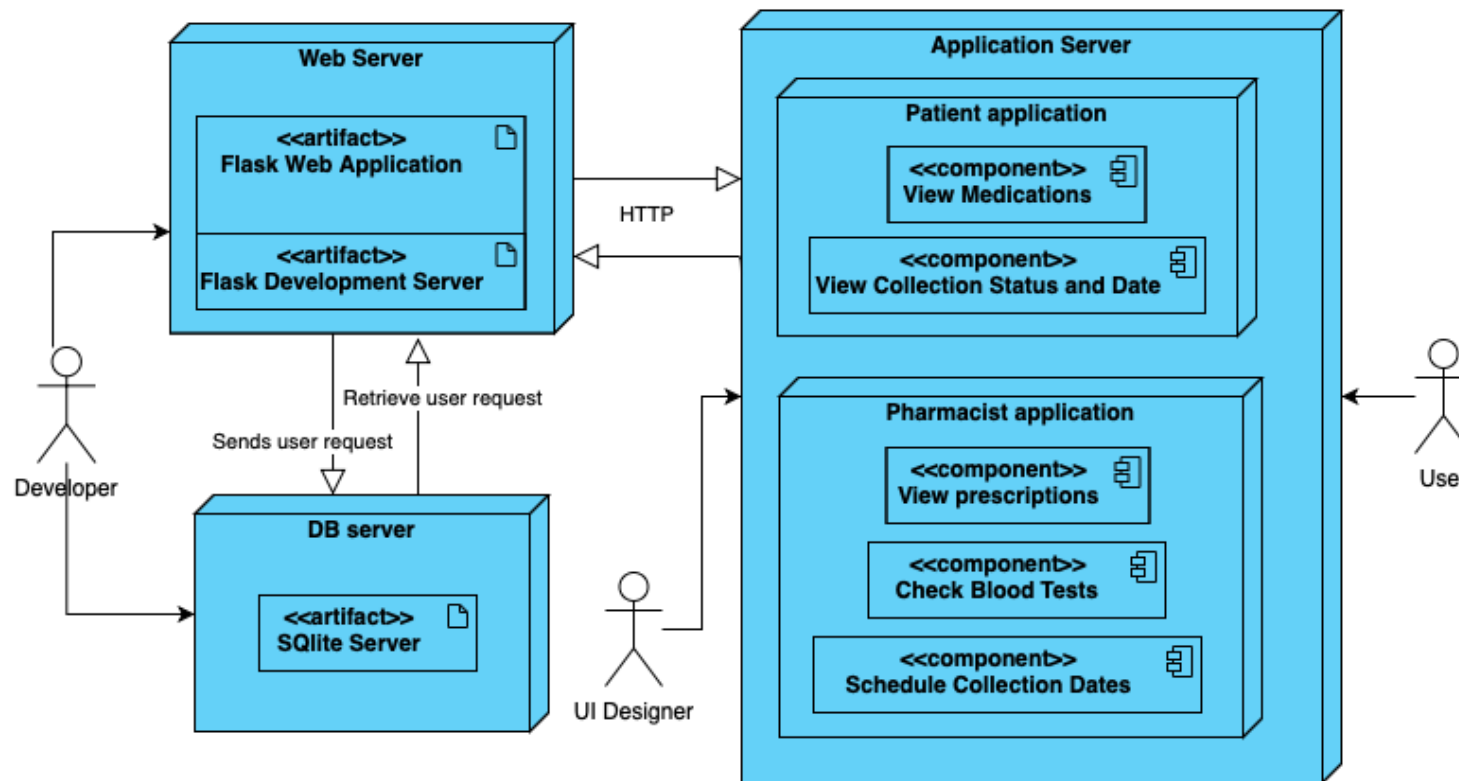 Web Server
<<artifact>>
Flask Web Application
<<artifact>>
Flask Development Server
HTTP
Application Server
Patient application
<<component>>
View Medications
<<component>>
View Collection Status and Date
Retrieve user request
Sends user request
Developer
DB server
<<artifact>>
SQlite Server
UI Designer
Pharmacist application
<<component>>
View prescriptions
<<component>>
Check Blood Tests
<<component>>
Schedule Collection Dates
Use